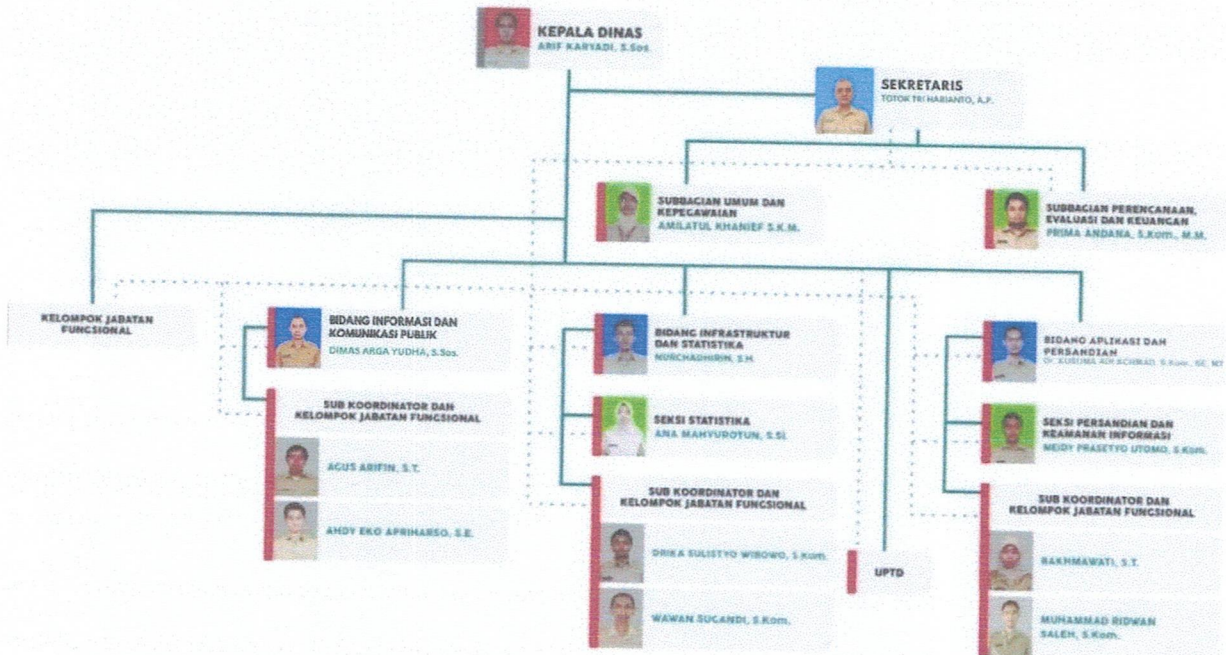 KEPALA DINAS
ARIF KARYADI, S.Sos.
SEKRETARIS
TOTOK TRI HARIANTO, A.P.
SUBBAGIAN UMUM DAN
KEPEGAWAIAN
AMILATUL KHANIEF S.K.M.
SUBBAGIAN PERENCANAAN,
EVALUASI DAN KEUANGAN
PRIMA ANDANA, S.Kom., M.M.
KELOMPOK JABATAN
FUNGSIONAL
BIDANG INFORMASI DAN
KOMUNIKASI PUBLIK
DIMAS ARGA YUDHA, S.Sos.
SUB KOORDINATOR DAN
KELOMPOK JABATAN FUNGSIONAL
AGUS ARIFIN, S.T.
ANDY EKO APRIHARSO, S.E.
BIDANG INFRASTRUKTUR
DAN STATISTIKA
NURCHADHIRIN, S.H.
SEKSI STATISTIKA
ANA MAHYUROTUN, S.Si.
SUB KOORDINATOR DAN
KELOMPOK JABATAN FUNGSIONAL
DRIKA SULISTYO WIBOWO, S.Kom.
WAWAN SUGANDI, S.Kom.
UPTD
BIDANG APLIKASI DAN
PERSANDIAN
Dr. KUSUMA ACHMAD, S.Kom.,
SEKSI PERSANDIAN DAN
KEAMANAN INFORMASI
MEIDY PRASETYO UTOMO, S.Kom.
SUB KOORDINATOR DAN
KELOMPOK JABATAN FUNGSIONAL
RAKHMAWATI, S.T.
MUHAMMAD RIDWAN
SALEH, S.Kom.